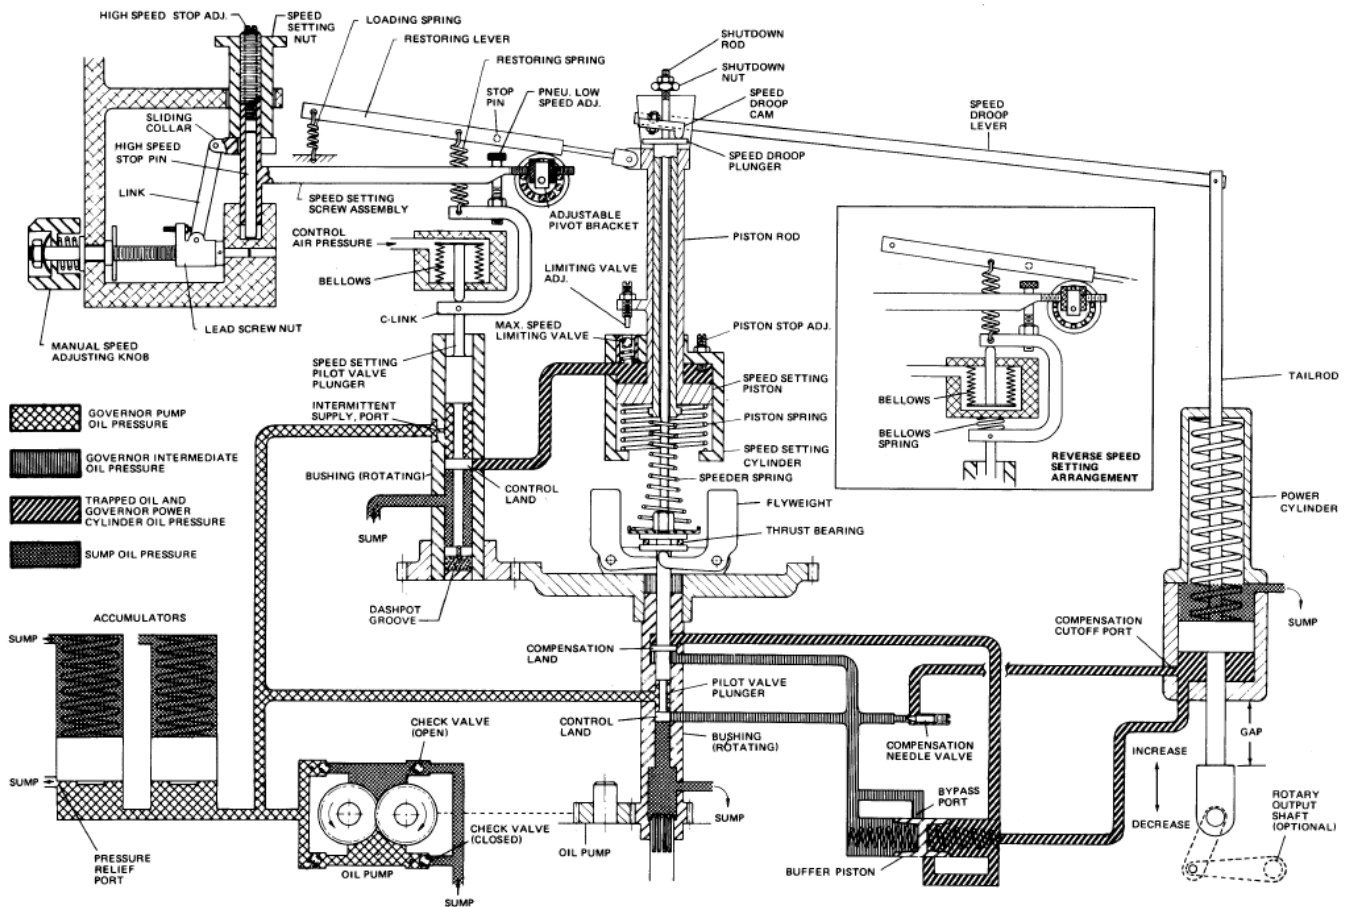 HIGH SPEED STOP ADJ.
SPEED
SETTING
NUT
LOADING SPRING
RESTORING LEVER
RESTORING SPRING
STOP
PIN
PNEU. LOW
SPEED ADJ.
SHUTDOWN
ROD
SHUTDOWN
NUT
SPEED
DROOP
CAM
SPEED DROOP
PLUNGER
SPEED
DROOP
LEVER
SLIDING
COLLAR
HIGH SPEED
STOP PIN
LINK
SPEED SETTING
SCREW ASSEMBLY
CONTROL
AIR PRESSURE
BELLOWS
C-LINK
ADJUSTABLE
PIVOT BRACKET
PISTON ROD
LIMITING VALVE
ADJ.
MAX. SPEED
LIMITING VALVE
PISTON STOP ADJ.
LEAD SCREW NUT
MANUAL SPEED
ADJUSTING KNOB
SPEED SETTING
PILOT VALVE
PLUNGER
SPEED SETTING
PISTON
PISTON SPRING
SPEED SETTING
CYLINDER
SPEEDER SPRING
FLYWEIGHT
THRUST BEARING
BELLOWS
BELLOWS
SPRING
REVERSE SPEED
SETTING
ARRANGEMENT
TAILROD
POWER
CYLINDER
GOVERNOR PUMP
OIL PRESSURE
GOVERNOR INTERMEDIATE
OIL PRESSURE
TRAPPED OIL AND
GOVERNOR POWER
CYLINDER OIL PRESSURE
SUMP OIL PRESSURE
INTERMITTENT
SUPPLY, PORT
BUSHING (ROTATING)
CONTROL
LAND
SUMP
DASHPOT
GROOVE
ACCUMULATORS
SUMP
SUMP
PRESSURE
RELIEF
PORT
CHECK VALVE
(OPEN)
CHECK VALVE
(CLOSED)
OIL PUMP
SUMP
OIL PUMP
COMPENSATION
LAND
PILOT VALVE
PLUNGER
CONTROL
LAND
BUSHING
(ROTATING)
SUMP
COMPENSATION
NEEDLE VALVE
BYPASS
PORT
BUFFER PISTON
COMPENSATION
CUTOFF PORT
SUMP
GAP
INCREASE
DECREASE
ROTARY
OUTPUT
SHAFT
(OPTIONAL)